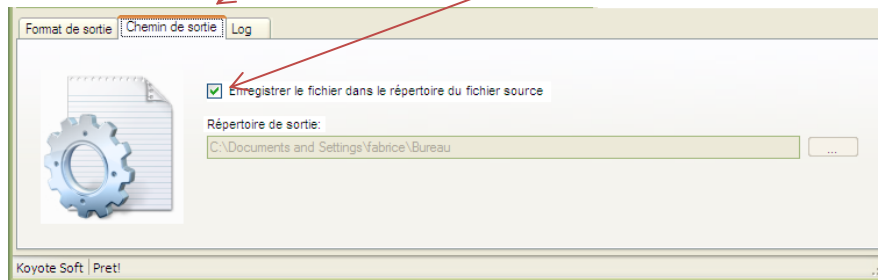 Format de sortie Chemin de sortie Log
Enregistrer le fichier dans le répertoire du fichier source
Répertoire de sortie:
C:\Documents and Settings\fabrice\Bureau ...
Koyote Soft Pret!